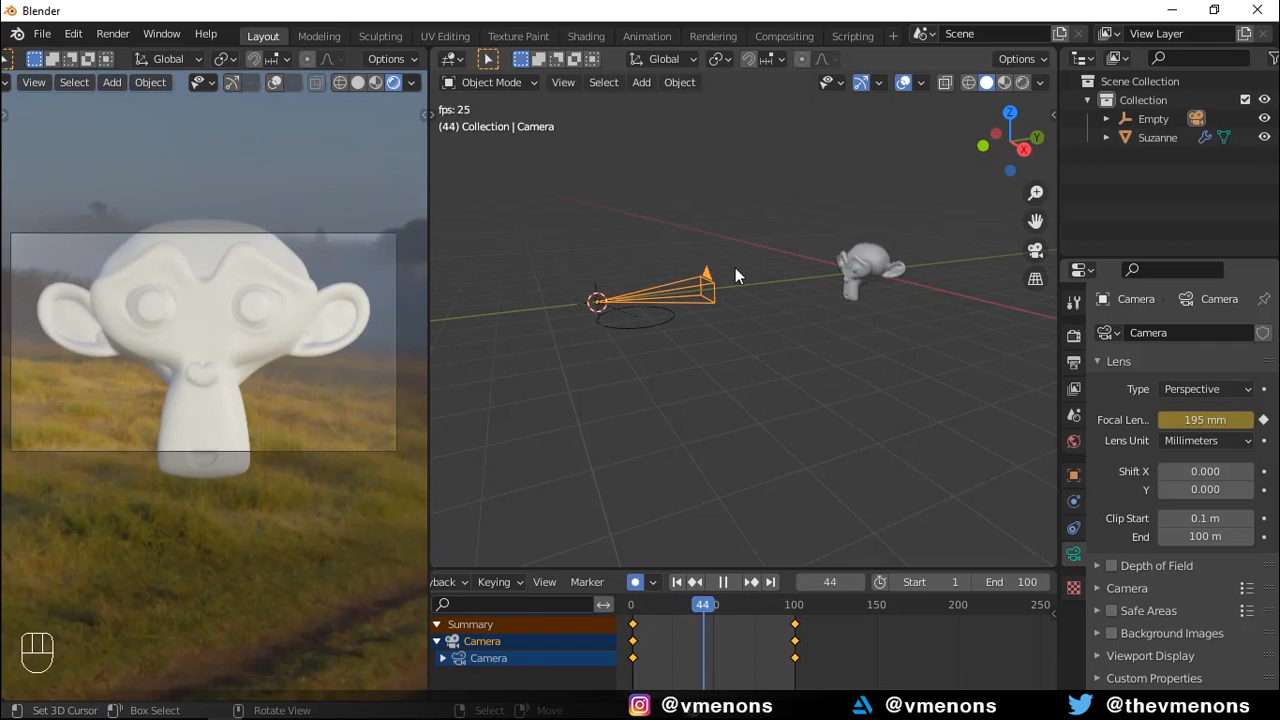 Blender
File Edit Render Window Help Layout Modeling Sculpting UV Editing Texture Paint Shading Animation Rendering Compositing Scripting + Scene View Layer
Global Options Global Options
View Select Add Object Object Mode View Select Add Object
fps: 25
(44) Collection | Camera
Z
Y
X
Scene Collection
Collection
Empty
Suzanne
Camera Camera
Camera
Lens
Type Perspective
Focal Len... 195 mm
Lens Unit Millimeters
Shift X 0.000
Y 0.000
Clip Start 0.1 m
End 100 m
Depth of Field
Camera
Safe Areas
Background Images
Viewport Display
Custom Properties
yback Keying View Marker 44 Start 1 End 100
0 44 0 100 150 200 250
Summary
Camera
Camera
@vmenons @vmenons @thevmenons
Set 3D Cursor Box Select Rotate View Select Move